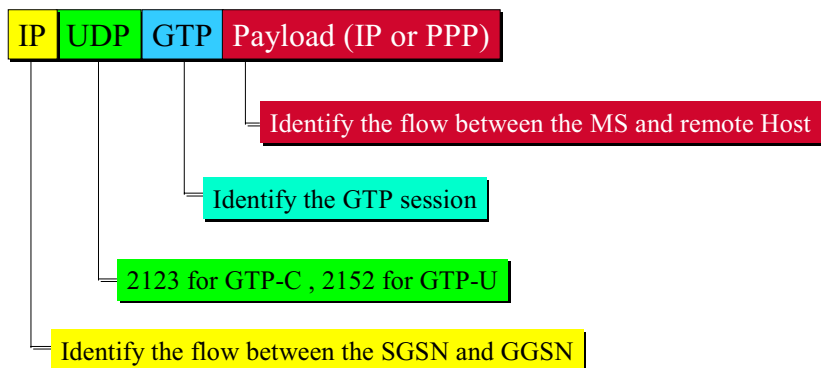 IP UDP GTP Payload (IP or PPP)
Identify the flow between the MS and remote Host
Identify the GTP session
2123 for GTP-C , 2152 for GTP-U
Identify the flow between the SGSN and GGSN